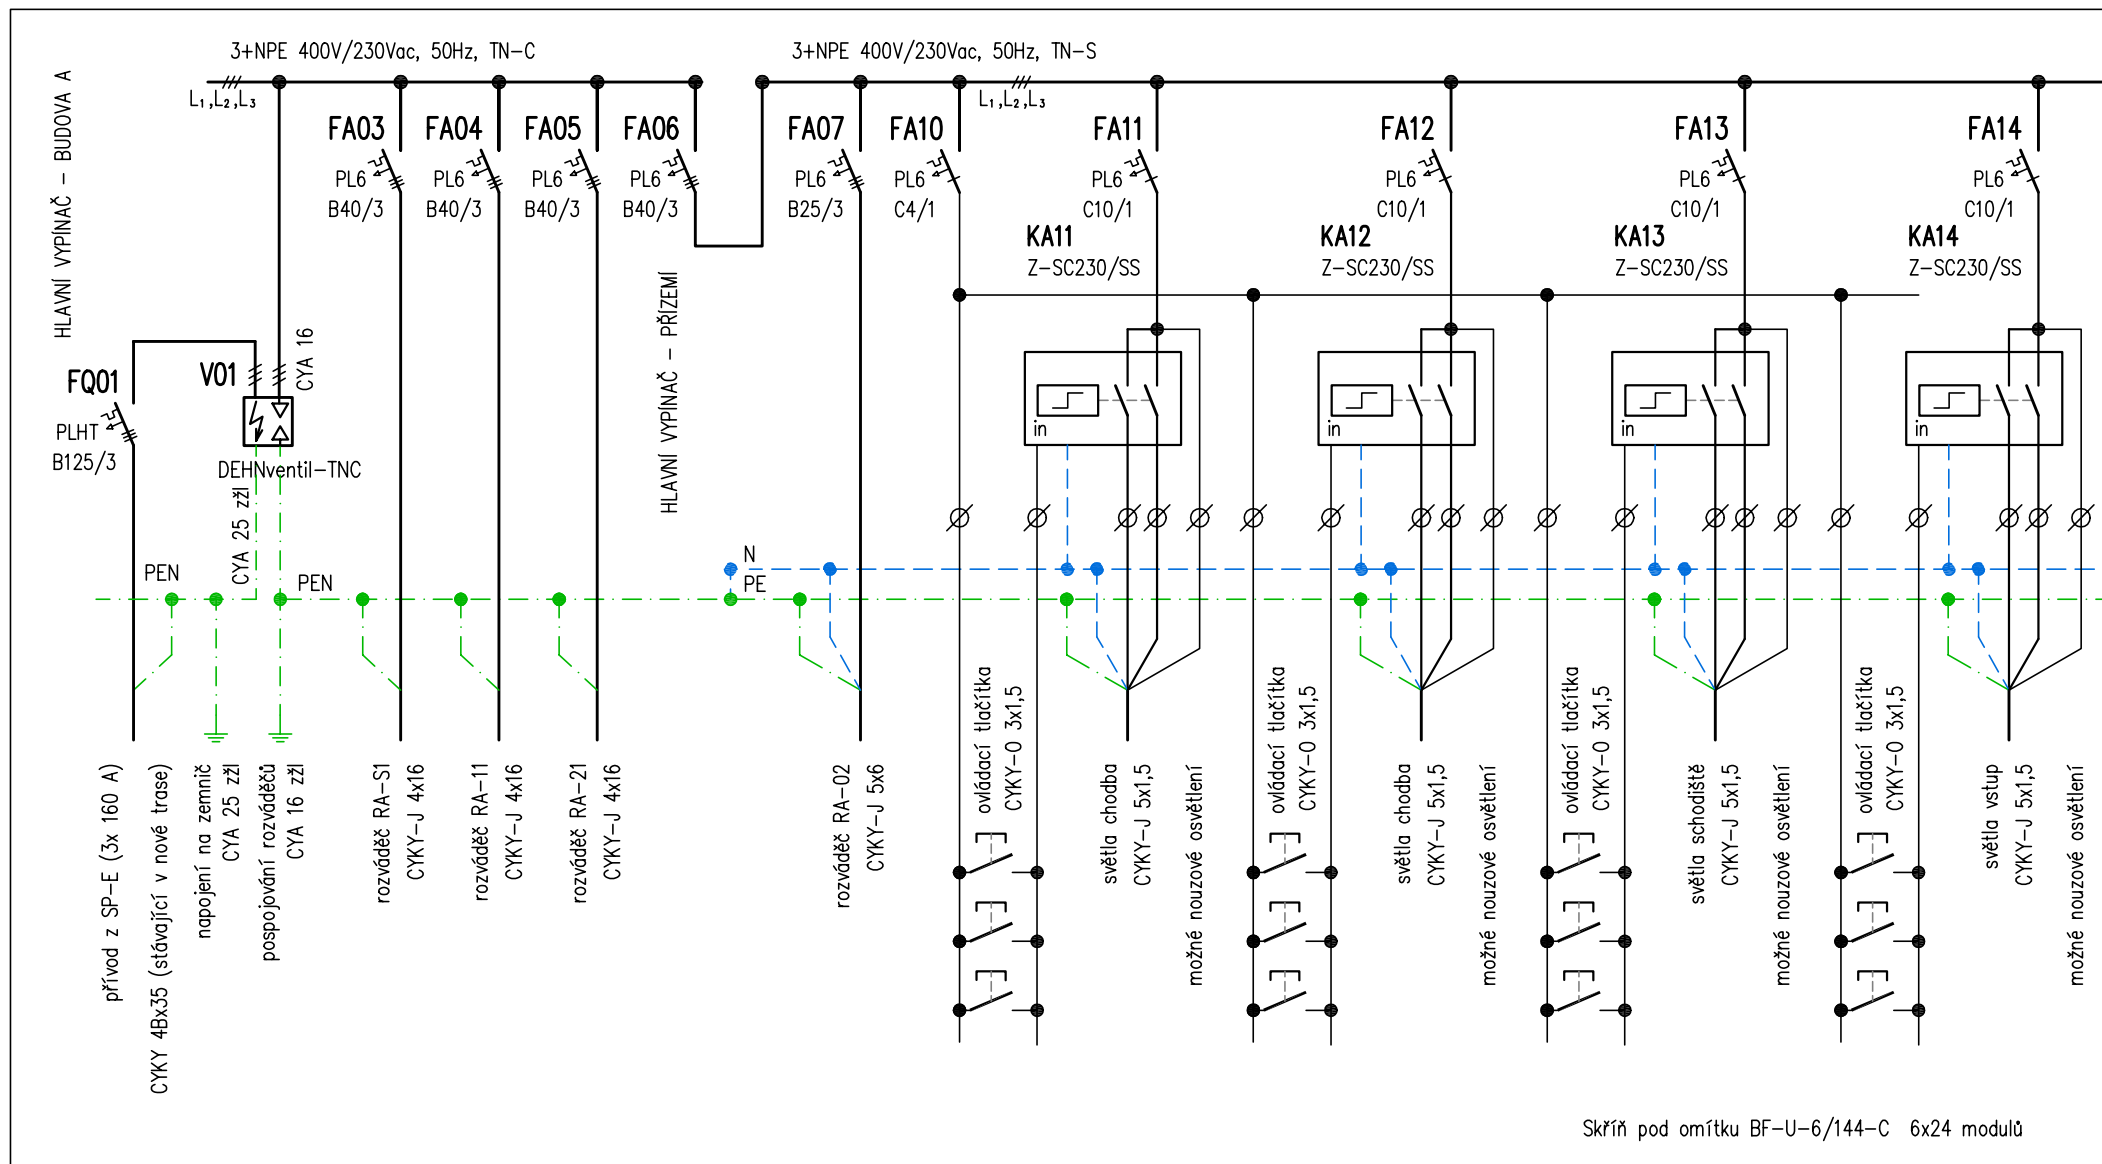 3+NPE 400V/230Vac, 50Hz, TN-C
3+NPE 400V/230Vac, 50Hz, TN-S
L1,L2,L3
L1,L2,L3
HLAVNÍ VYPÍNAČ - BUDOVA A
FA03
PL6
B40/3
FA04
PL6
B40/3
FA05
PL6
B40/3
FA06
PL6
B40/3
FA07
PL6
B25/3
FA10
PL6
C4/1
FA11
PL6
C10/1
FA12
PL6
C10/1
FA13
PL6
C10/1
FA14
PL6
C10/1
KA11
Z-SC230/SS
KA12
Z-SC230/SS
KA13
Z-SC230/SS
KA14
Z-SC230/SS
HLAVNÍ VYPÍNAČ - PŘÍZEMÍ
FQ01
PLHT
B125/3
V01
CYA 16
DEHNventil-TNC
CYA 25 zžl
in
in
in
in
PEN
PEN
N
PE
přívod z SP-E (3x 160 A)
CYKY 4Bx35 (stávající v nové trase)
napojení na zemnič
CYA 25 zžl
pospojování rozváděčů
CYA 16 zžl
rozváděč RA-S1
CYKY-J 4x16
rozváděč RA-11
CYKY-J 4x16
rozváděč RA-21
CYKY-J 4x16
rozváděč RA-02
CYKY-J 5x6
ovládací tlačítka
CYKY-O 3x1,5
světla chodba
CYKY-J 5x1,5
možné nouzové osvětlení
ovládací tlačítka
CYKY-O 3x1,5
světla chodba
CYKY-J 5x1,5
možné nouzové osvětlení
ovládací tlačítka
CYKY-O 3x1,5
světla schodiště
CYKY-J 5x1,5
možné nouzové osvětlení
ovládací tlačítka
CYKY-O 3x1,5
světla vstup
CYKY-J 5x1,5
možné nouzové osvětlení
Skříň pod omítku BF-U-6/144-C 6x24 modulů